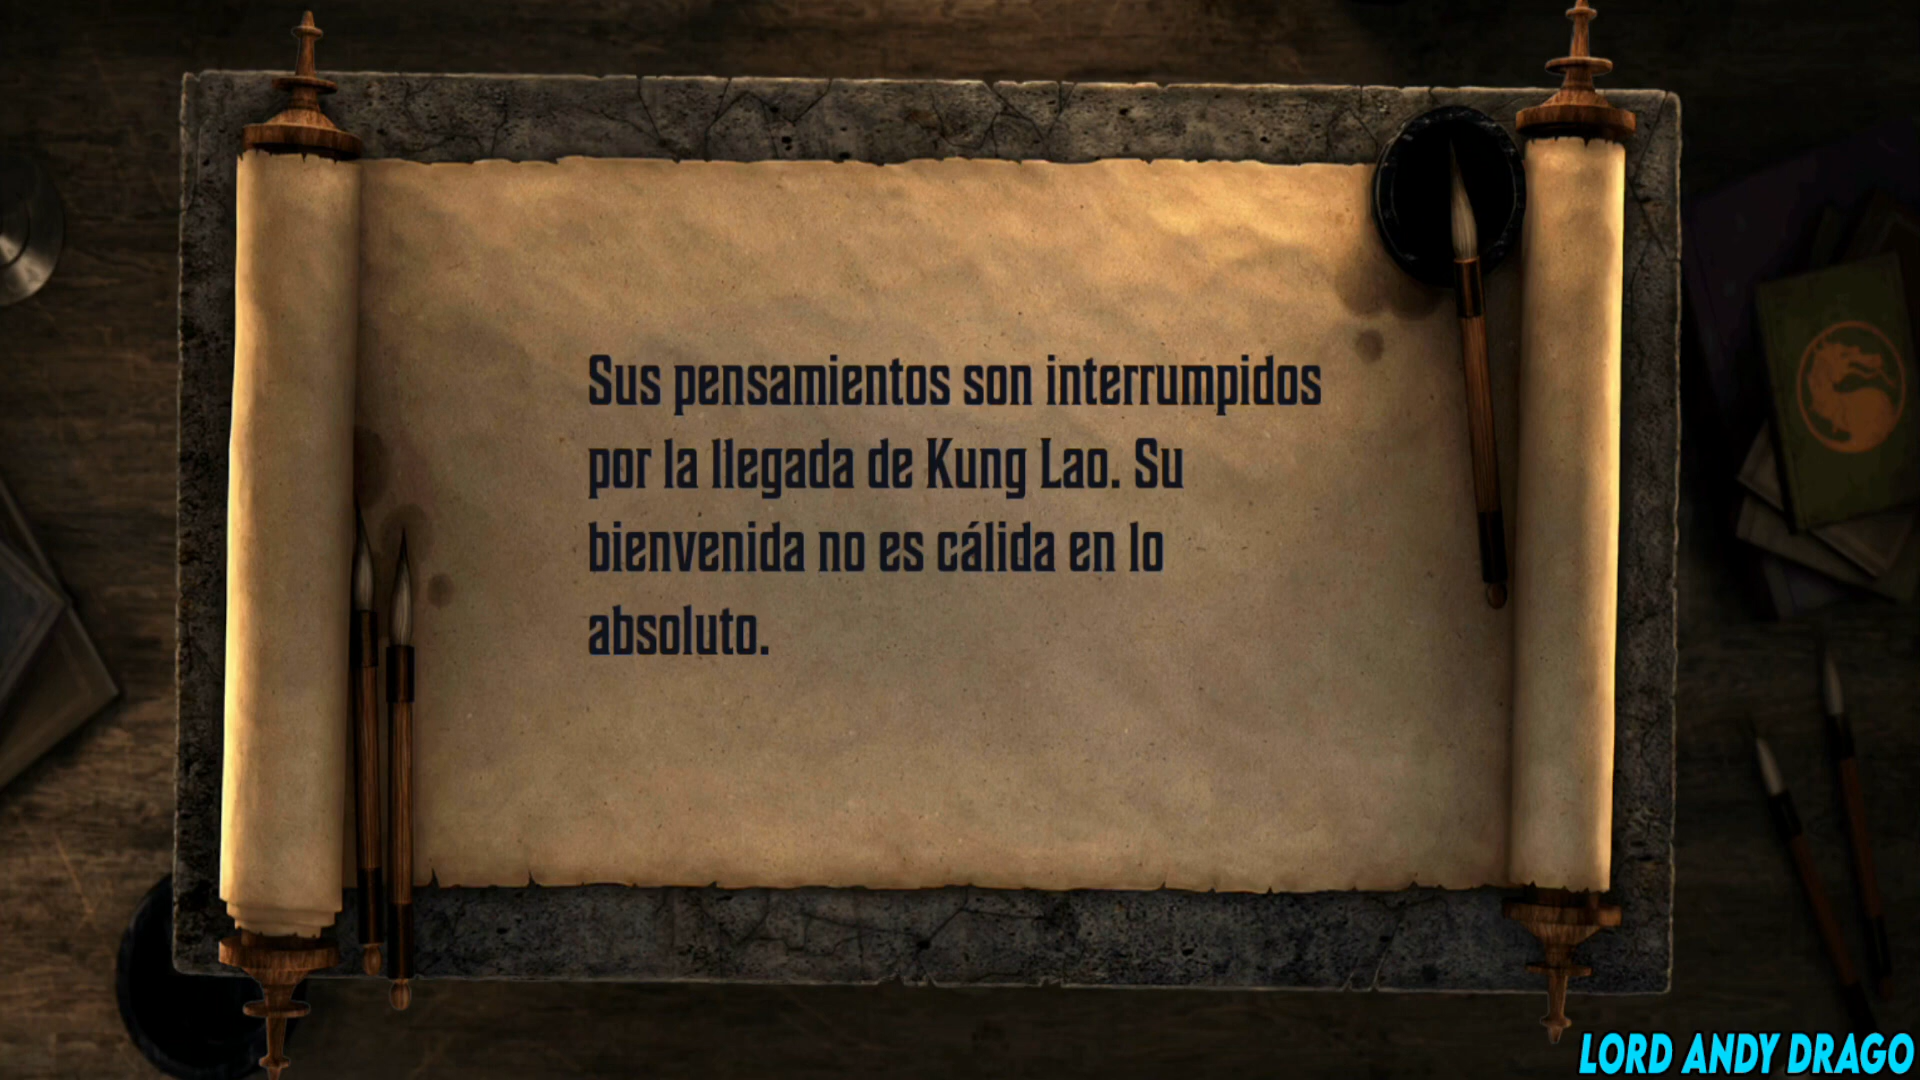 Sus pensamientos son interrumpidos
por la llegada de Kung Lao. Su
bienvenida no es cálida en lo
absoluto.
LORD ANDY DRAGO